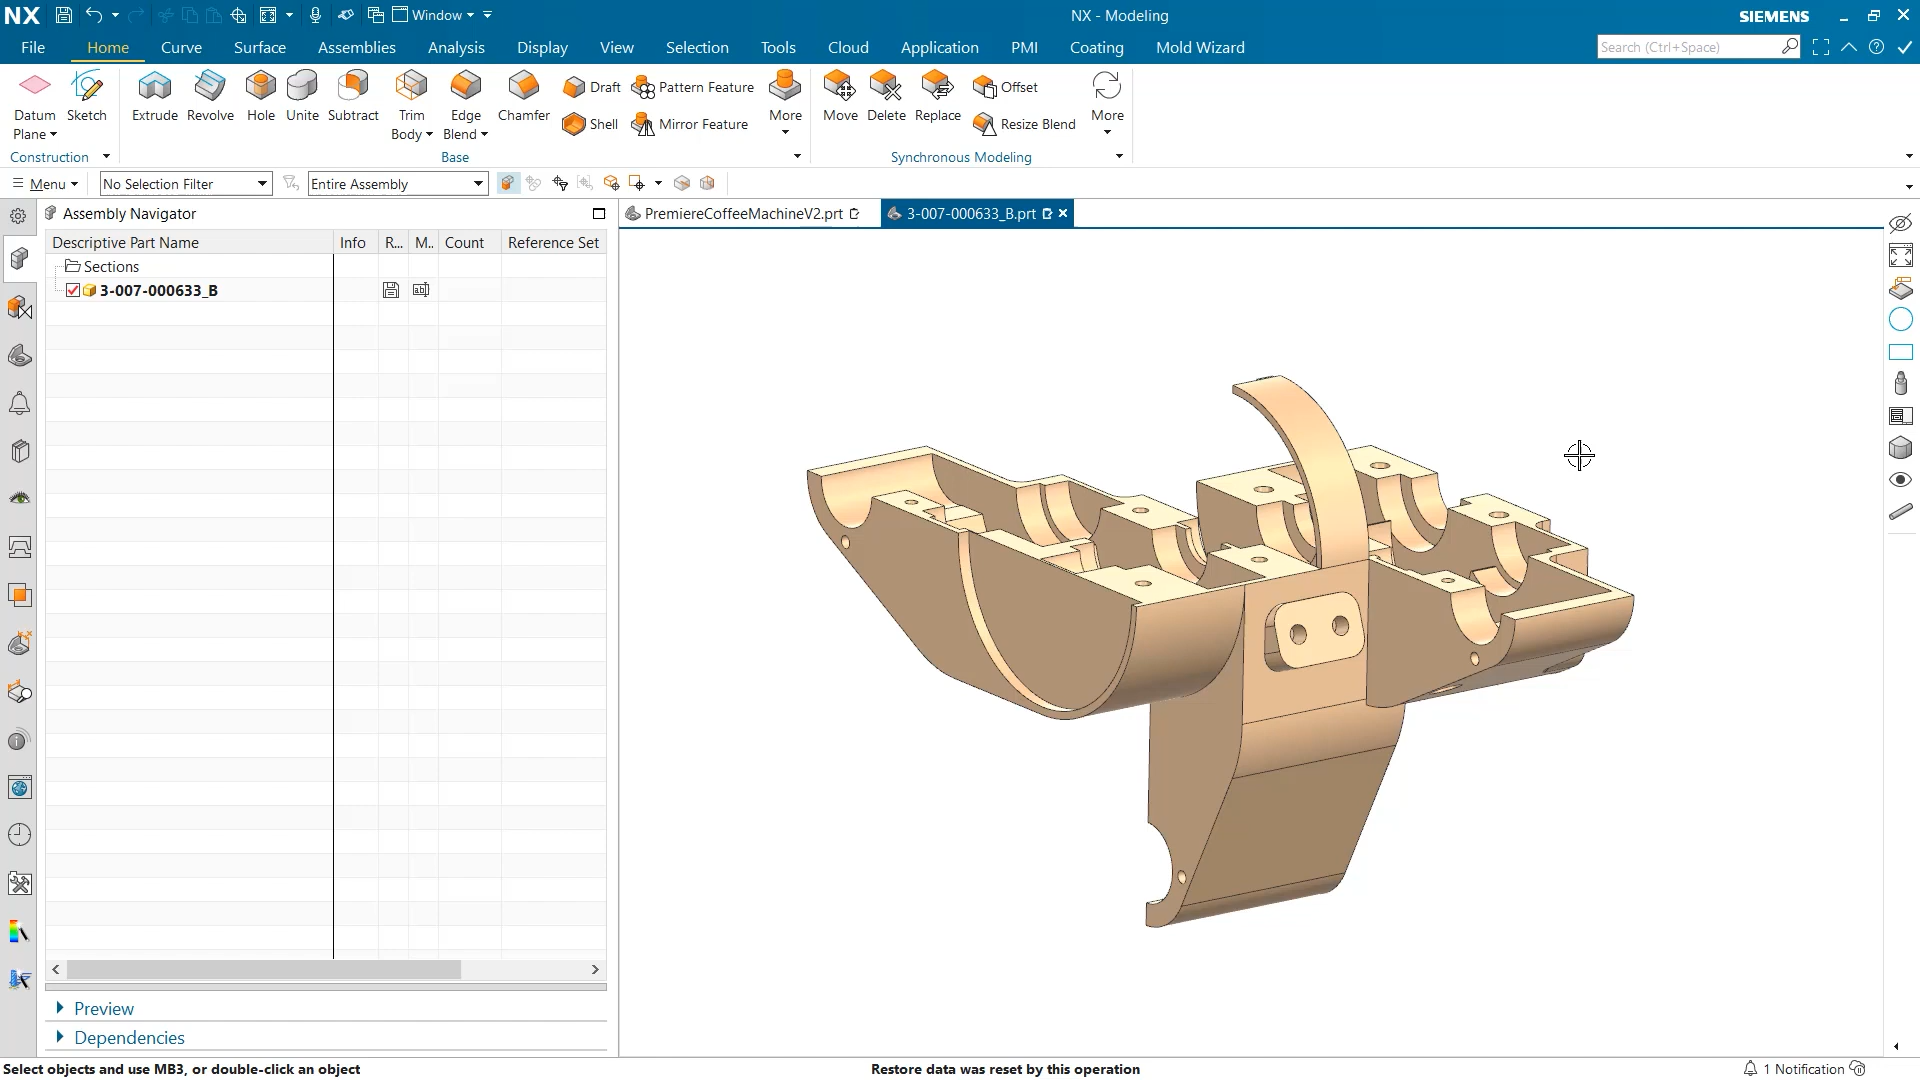 NX Window NX - Modeling SIEMENS
File Home Curve Surface Assemblies Analysis Display View Selection Tools Cloud Application PMI Coating Mold Wizard Search (Ctrl+Space)
Datum Plane Sketch Extrude Revolve Hole Unite Subtract Trim Body Edge Blend Chamfer Draft Pattern Feature More Move Delete Replace Offset More
Shell Mirror Feature Resize Blend
Construction Base Synchronous Modeling
Menu No Selection Filter Entire Assembly
Assembly Navigator PremiereCoffeeMachineV2.prt 3-007-000633_B.prt
Descriptive Part Name Info R... M.. Count Reference Set
Sections
3-007-000633_B
Preview
Dependencies
Select objects and use MB3, or double-click an object Restore data was reset by this operation 1 Notification